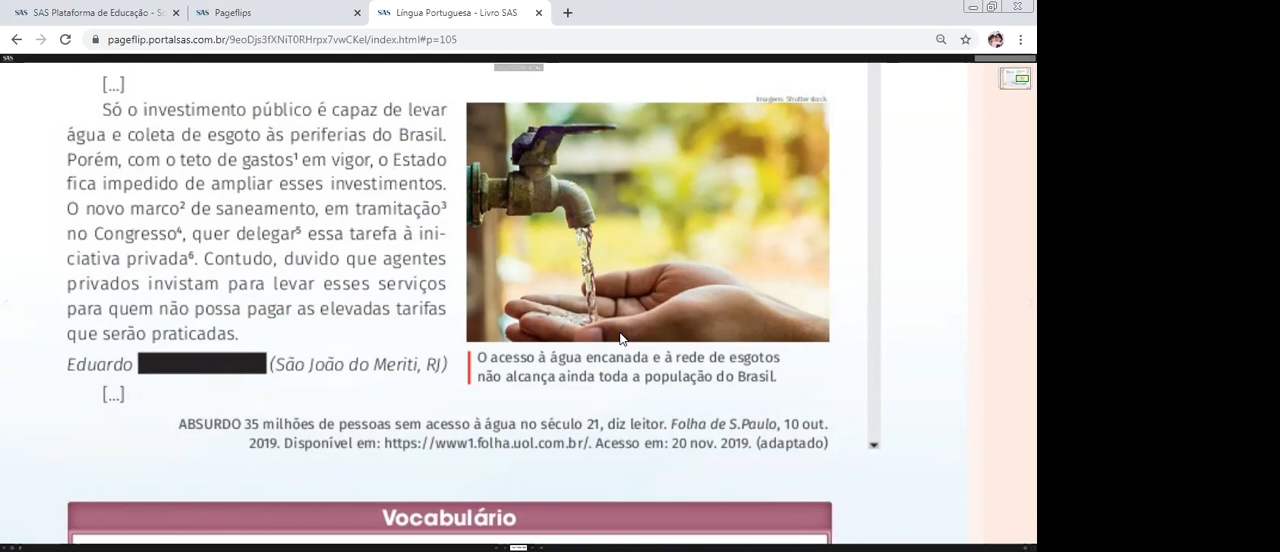 SAS Plataforma de Educação - S
Pageflips
Língua Portuguesa - Livro SAS
pageflip.portalsas.com.br/9eoDjs3fXNiT0RHrpx7vwCKel/index.html#p=105
SAS
[...]
Só o investimento público é capaz de levar
água e coleta de esgoto às periferias do Brasil.
Porém, com o teto de gastos¹ em vigor, o Estado
fica impedido de ampliar esses investimentos.
O novo marco² de saneamento, em tramitação³
no Congresso⁴, quer delegar⁵ essa tarefa à ini-
ciativa privada⁶. Contudo, duvido que agentes
privados invistam para levar esses serviços
para quem não possa pagar as elevadas tarifas
que serão praticadas.
Eduardo (São João do Meriti, RJ)
[...]
Imagens: Shutterstock
O acesso à água encanada e à rede de esgotos
não alcança ainda toda a população do Brasil.
ABSURDO 35 milhões de pessoas sem acesso à água no século 21, diz leitor. Folha de S.Paulo, 10 out.
2019. Disponível em: https://www1.folha.uol.com.br/. Acesso em: 20 nov. 2019. (adaptado)
Vocabulário